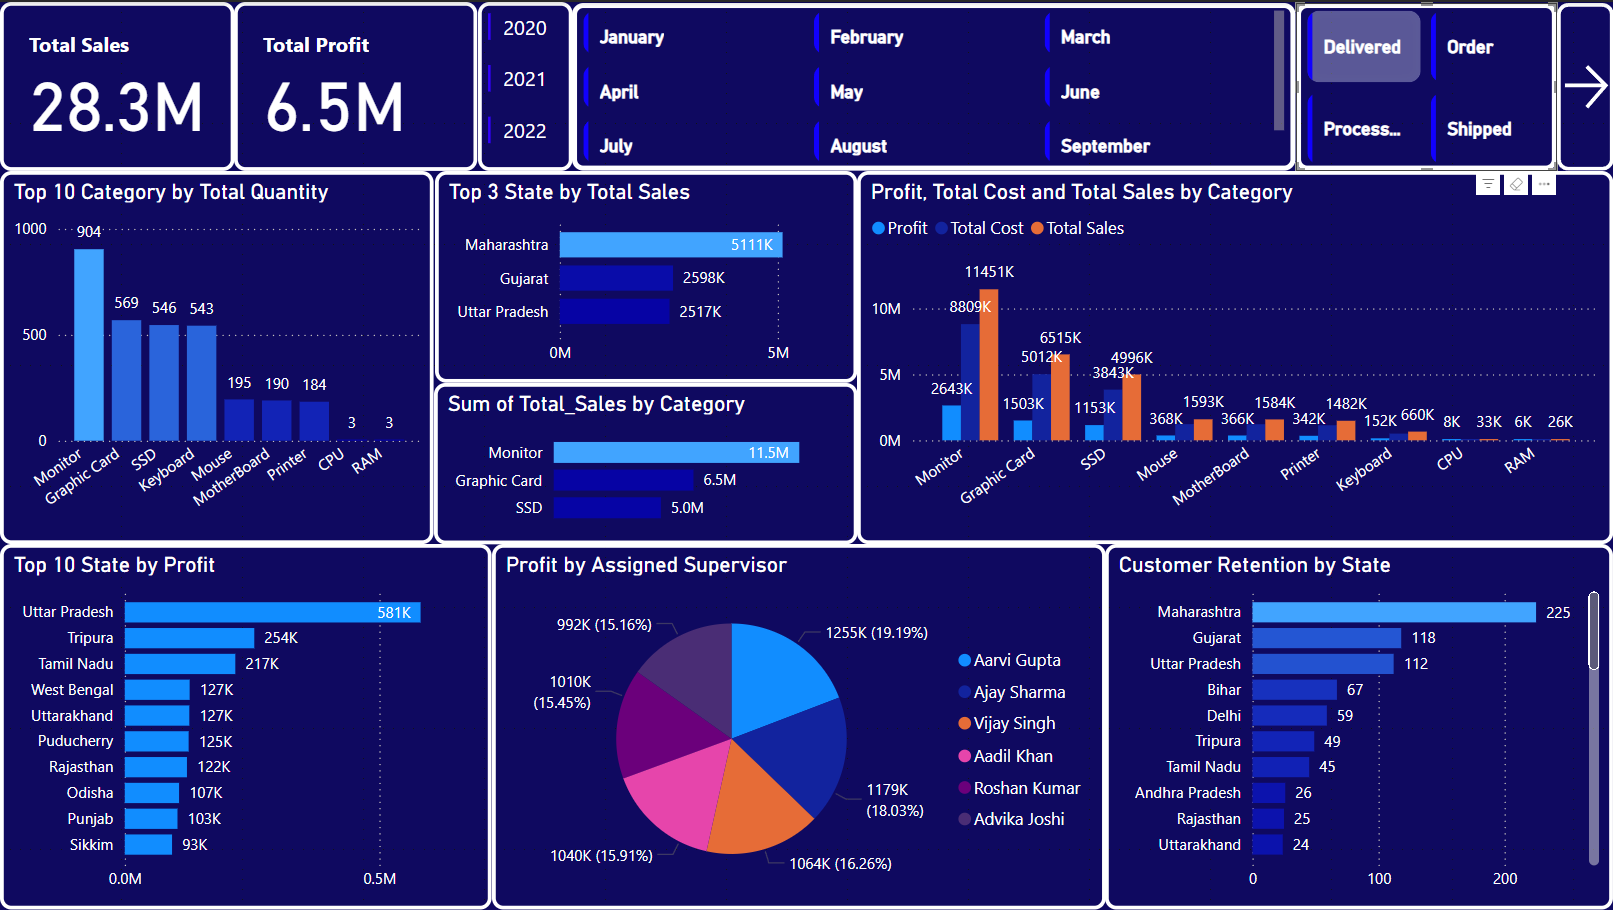 Total Sales
28.3M
Total Profit
6.5M
2020
2021
2022
January
February
March
April
May
June
July
August
September
Delivered
Order
Process...
Shipped
Top 10 Category by Total Quantity
1000
500
0
904
569
546
543
195
190
184
3
3
Monitor
Graphic Card
SSD
Keyboard
Mouse
MotherBoard
Printer
CPU
RAM
Top 3 State by Total Sales
Maharashtra
5111K
Gujarat
2598K
Uttar Pradesh
2517K
0M
5M
Sum of Total_Sales by Category
Monitor
11.5M
Graphic Card
6.5M
SSD
5.0M
Profit, Total Cost and Total Sales by Category
Profit
Total Cost
Total Sales
10M
5M
0M
2643K
8809K
11451K
1503K
5012K
6515K
1153K
3843K
4996K
368K
1593K
366K
1584K
342K
1482K
152K
660K
8K
33K
6K
26K
Monitor
Graphic Card
SSD
Mouse
MotherBoard
Printer
Keyboard
CPU
RAM
Top 10 State by Profit
Uttar Pradesh
581K
Tripura
254K
Tamil Nadu
217K
West Bengal
127K
Uttarakhand
127K
Puducherry
125K
Rajasthan
122K
Odisha
107K
Punjab
103K
Sikkim
93K
0.0M
0.5M
Profit by Assigned Supervisor
992K (15.16%)
1255K (19.19%)
1010K
(15.45%)
1179K
(18.03%)
1040K (15.91%)
1064K (16.26%)
Aarvi Gupta
Ajay Sharma
Vijay Singh
Aadil Khan
Roshan Kumar
Advika Joshi
Customer Retention by State
Maharashtra
225
Gujarat
118
Uttar Pradesh
112
Bihar
67
Delhi
59
Tripura
49
Tamil Nadu
45
Andhra Pradesh
26
Rajasthan
25
Uttarakhand
24
0
100
200